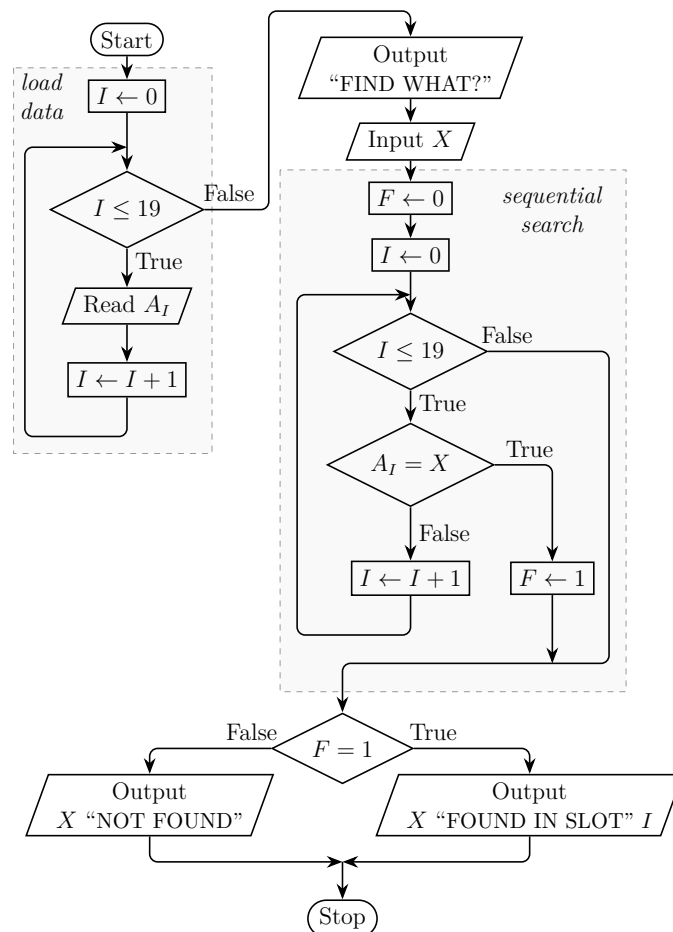 Start
load
data
I ← 0
I ≤ 19
False
True
Read A_I
I ← I + 1
Output
“FIND WHAT?”
Input X
sequential
search
F ← 0
I ← 0
I ≤ 19
False
True
A_I = X
True
False
I ← I + 1
F ← 1
F = 1
False
True
Output
X “NOT FOUND”
Output
X “FOUND IN SLOT” I
Stop